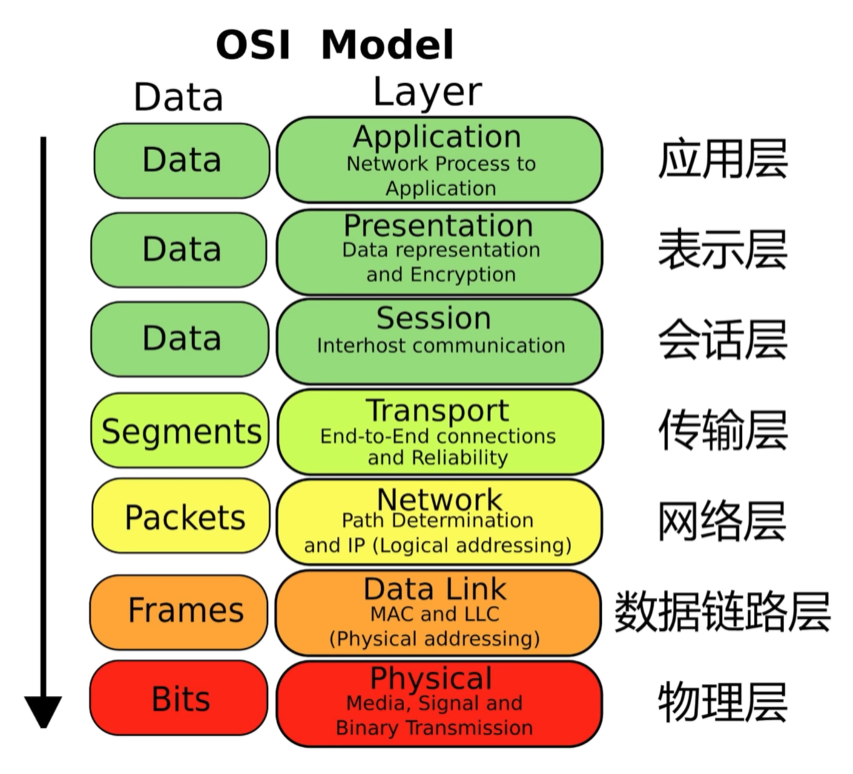 OSI Model
Data Layer
Data
Application
Network Process to
Application
应用层
Data
Presentation
Data representation
and Encryption
表示层
Data
Session
Interhost communication
会话层
Segments
Transport
End-to-End connections
and Reliability
传输层
Packets
Network
Path Determination
and IP (Logical addressing)
网络层
Frames
Data Link
MAC and LLC
(Physical addressing)
数据链路层
Bits
Physical
Media, Signal and
Binary Transmission
物理层